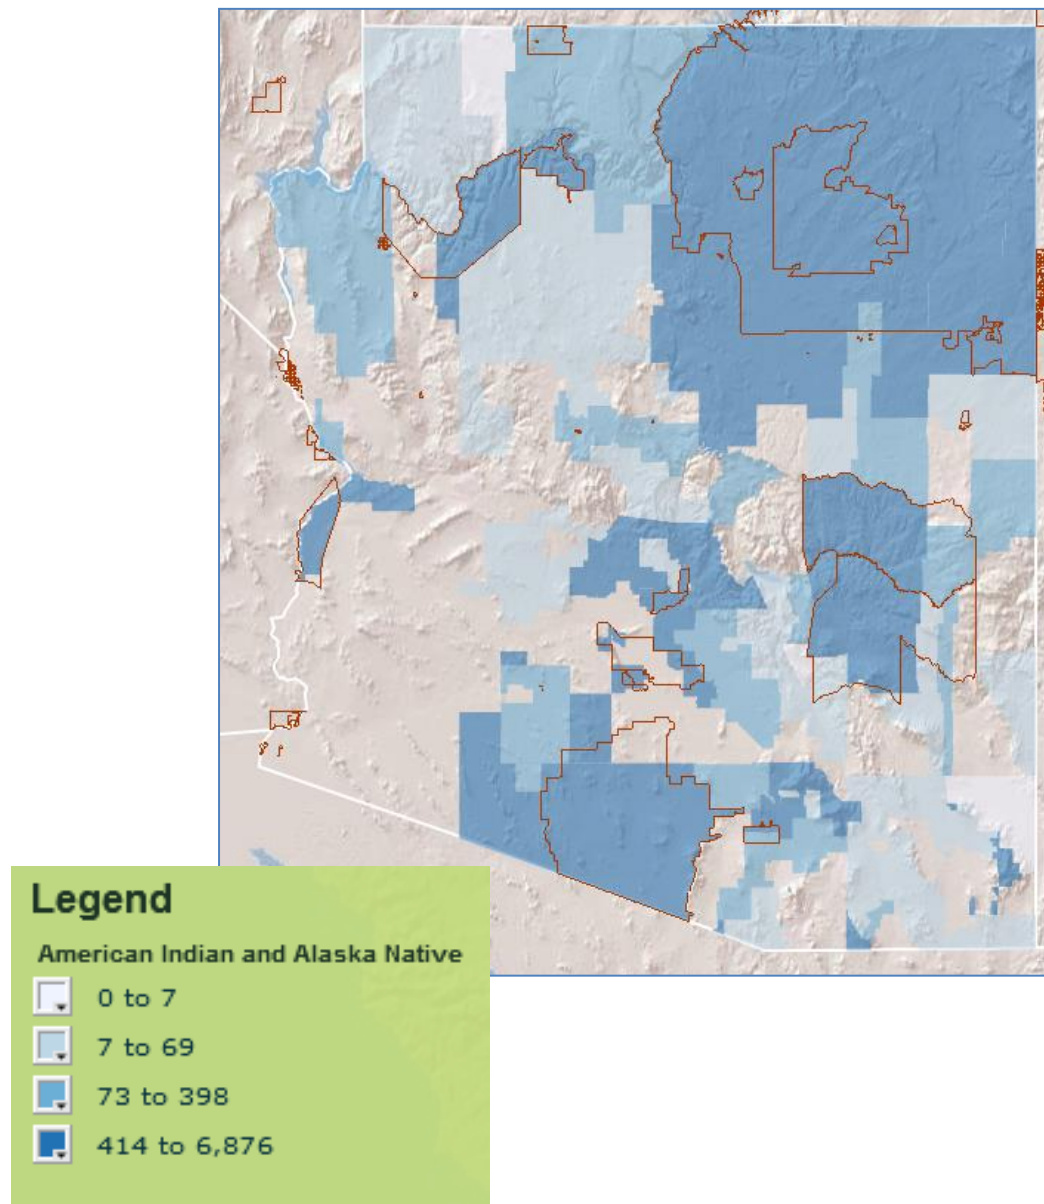 Legend
American Indian and Alaska Native
0 to 7
7 to 69
73 to 398
414 to 6,876